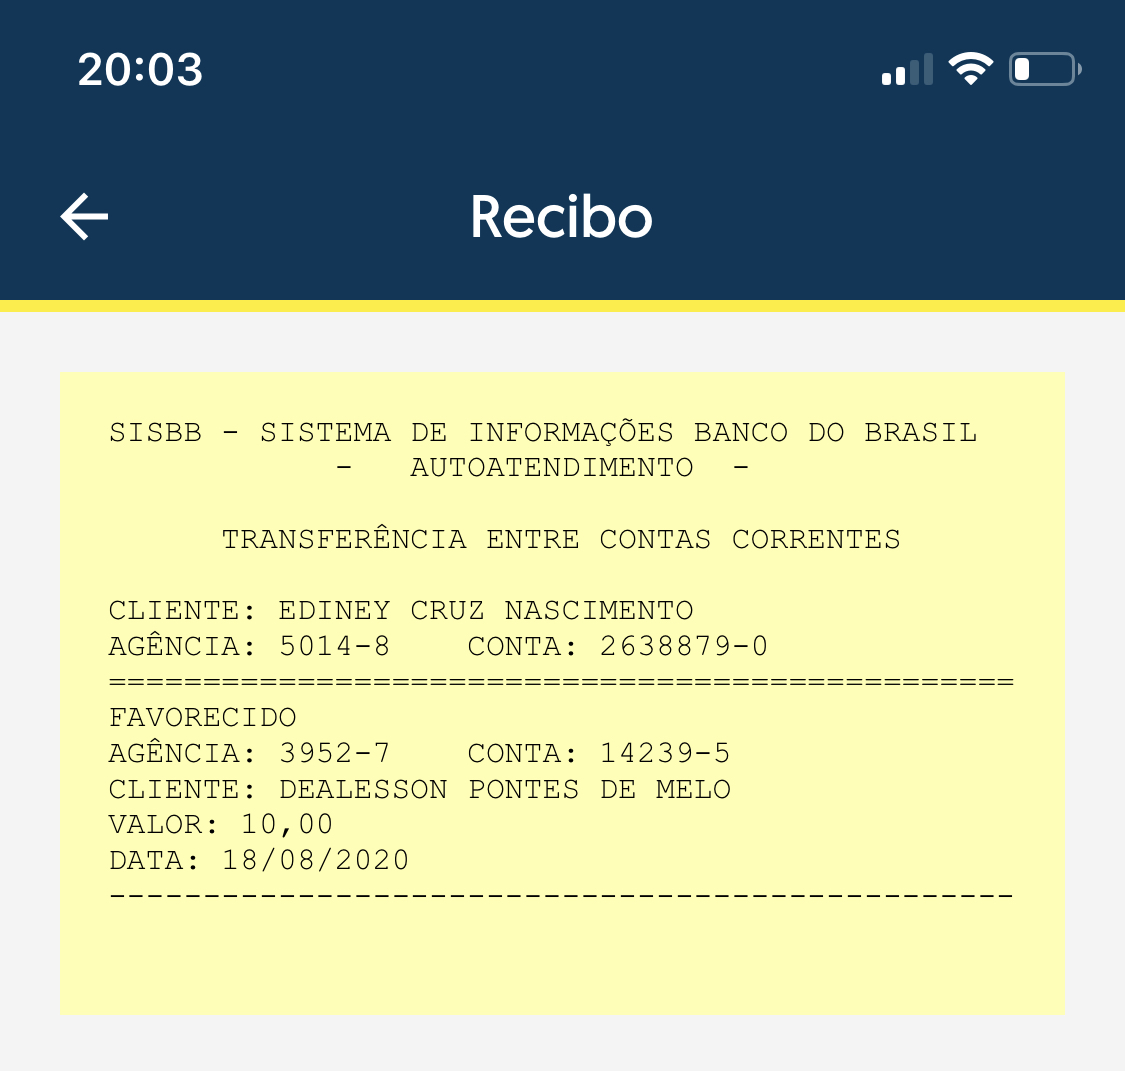 20:03
Recibo
SISBB - SISTEMA DE INFORMAÇÕES BANCO DO BRASIL
- AUTOATENDIMENTO -
TRANSFERÊNCIA ENTRE CONTAS CORRENTES
CLIENTE: EDINEY CRUZ NASCIMENTO
AGÊNCIA: 5014-8 CONTA: 2638879-0
================================================
FAVORECIDO
AGÊNCIA: 3952-7 CONTA: 14239-5
CLIENTE: DEALESSON PONTES DE MELO
VALOR: 10,00
DATA: 18/08/2020
------------------------------------------------